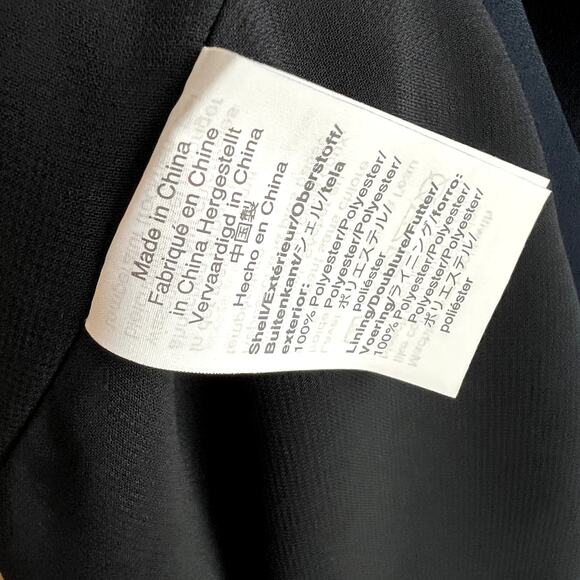 Made in China
Fabriqué en Chine
in China Hergestellt
Vervaardigd in China
中国製
Hecho en China
Shell/Extérieur/Oberstoff/
Buitenkant/シェル/tela
exterior:
100% Polyester/Polyester/
Polyester/Polyester/
ポリエステル/
poliéster
Lining/Doublure/Futter/
Voering/ライニング/forro:
100% Polyester/Polyester/
Polyester/Polyester/
ポリエステル/
poliéster